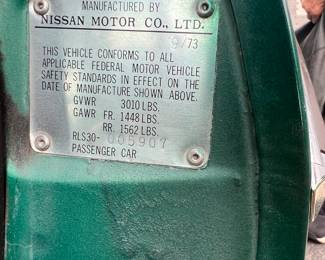 MANUFACTURED BY
NISSAN MOTOR CO., LTD.
9/73
THIS VEHICLE CONFORMS TO ALL
APPLICABLE FEDERAL MOTOR VEHICLE
SAFETY STANDARDS IN EFFECT ON THE
DATE OF MANUFACTURE SHOWN ABOVE.
GVWR 3010 LBS.
GAWR FR. 1448 LBS.
RR. 1562 LBS.
RLS30-005907
PASSENGER CAR